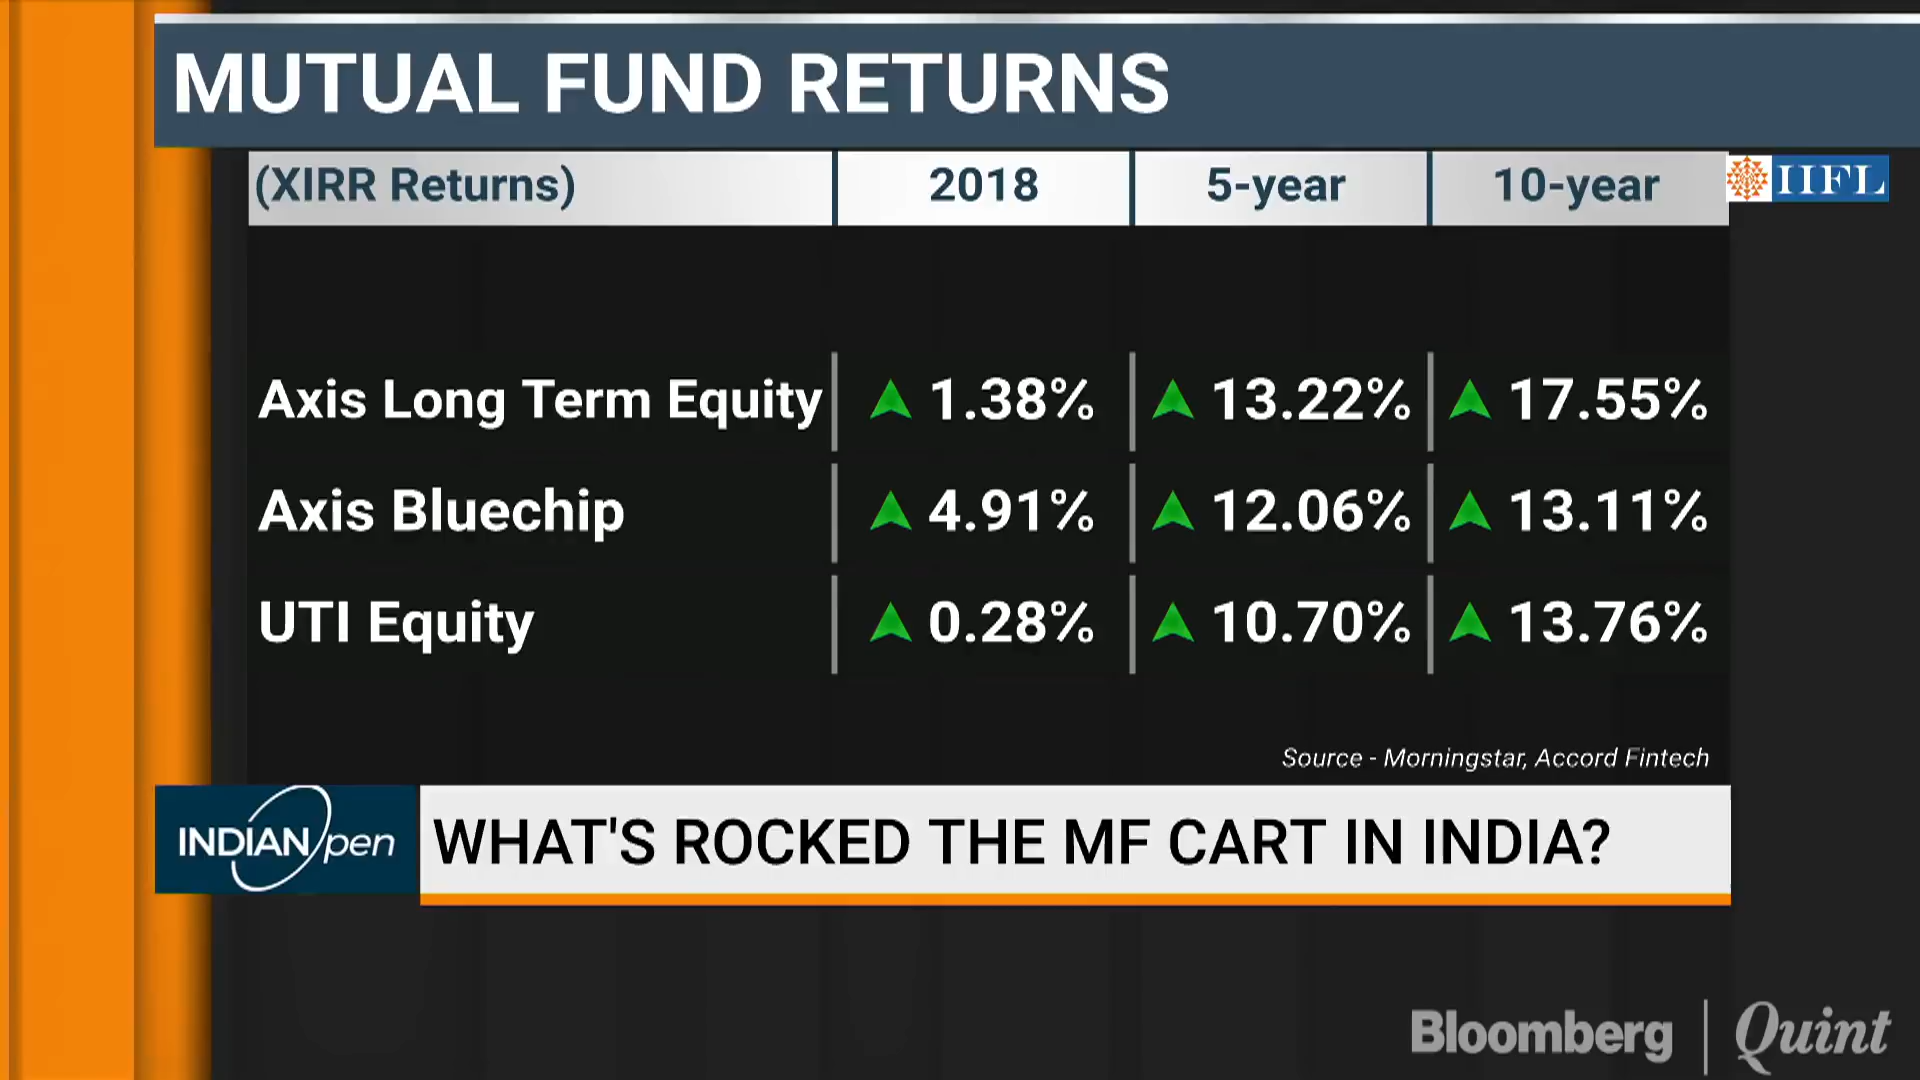 MUTUAL FUND RETURNS
(XIRR Returns) 2018 5-year 10-year
IIFL
Axis Long Term Equity ▲ 1.38% ▲ 13.22% ▲ 17.55%
Axis Bluechip ▲ 4.91% ▲ 12.06% ▲ 13.11%
UTI Equity ▲ 0.28% ▲ 10.70% ▲ 13.76%
Source - Morningstar, Accord Fintech
INDIAN Open
WHAT'S ROCKED THE MF CART IN INDIA?
Bloomberg | Quint